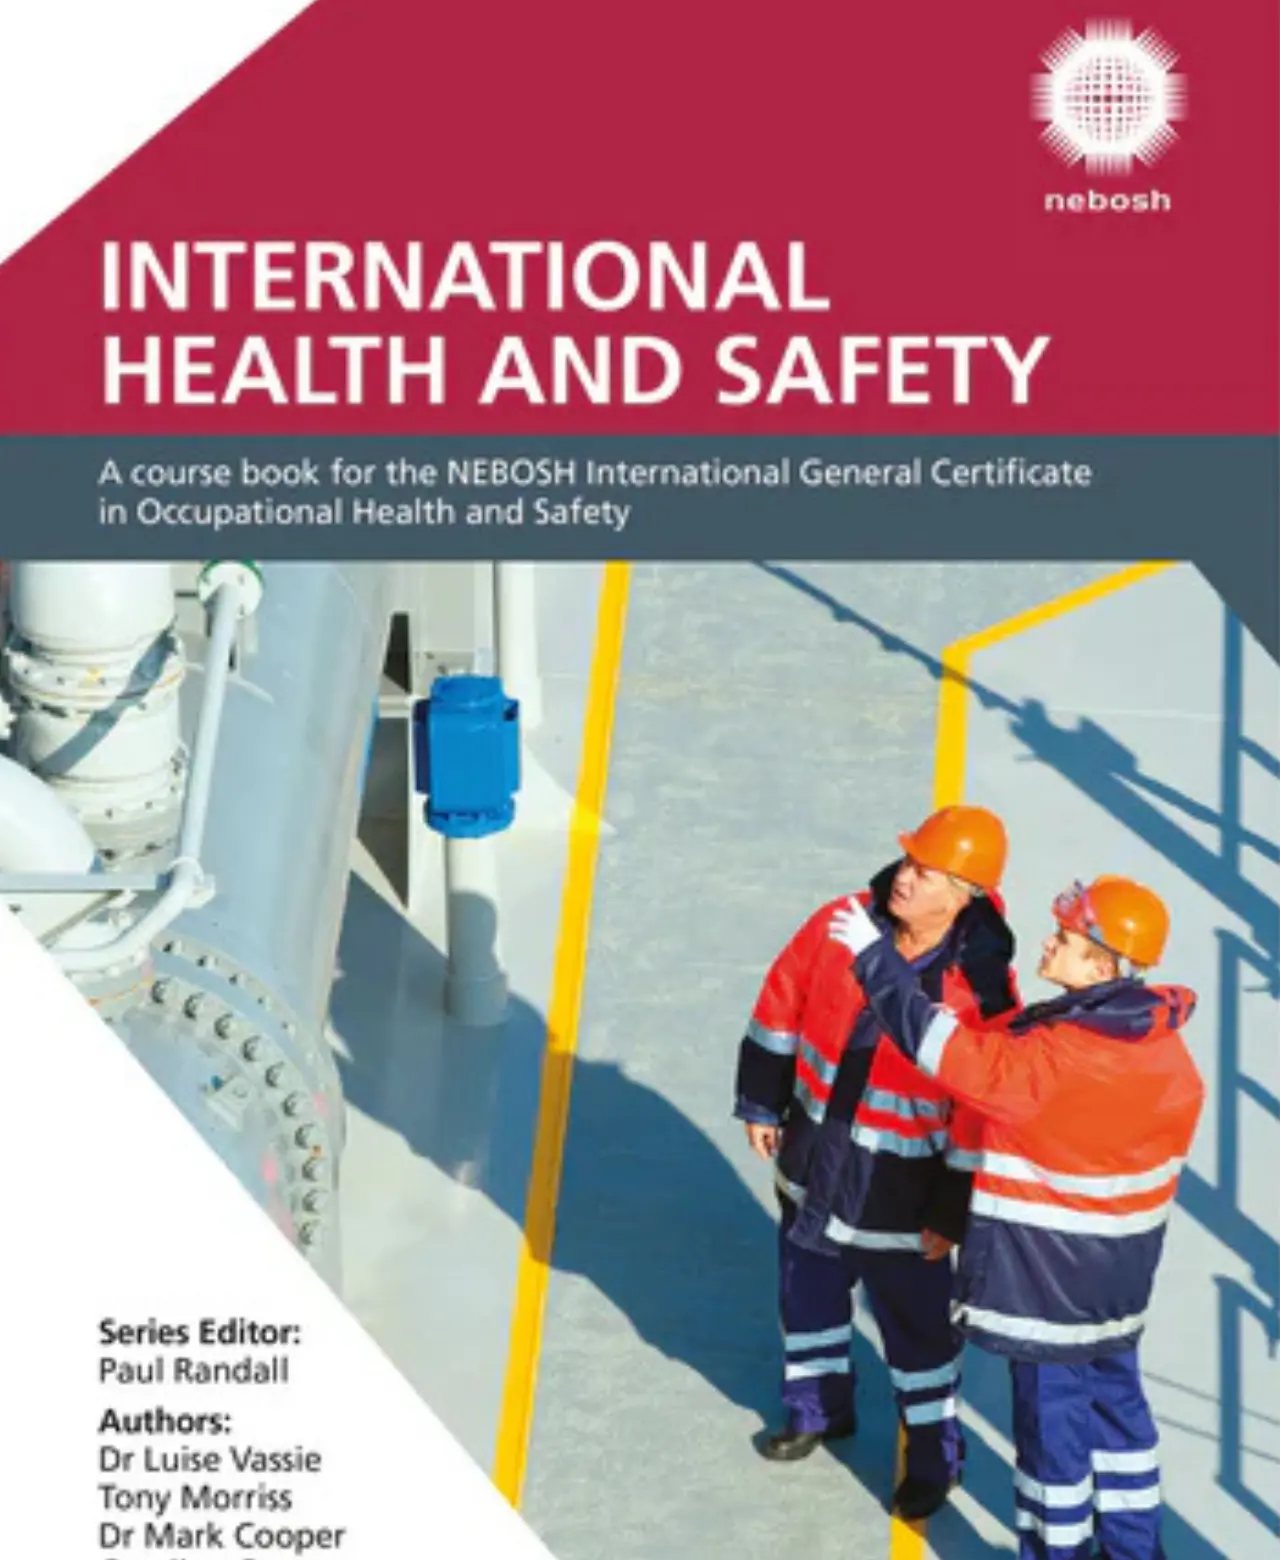 nebosh
INTERNATIONAL
HEALTH AND SAFETY
A course book for the NEBOSH International General Certificate
in Occupational Health and Safety
Series Editor:
Paul Randall
Authors:
Dr Luise Vassie
Tony Morriss
Dr Mark Cooper